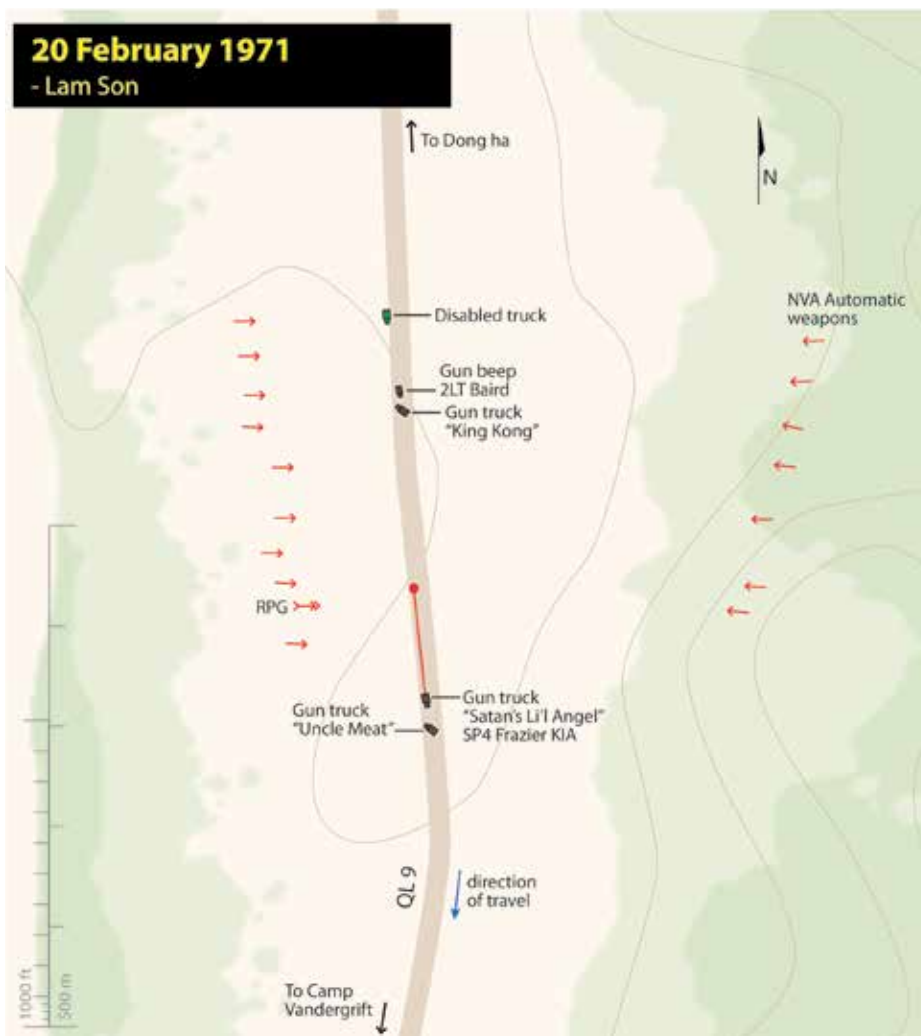 20 February 1971
- Lam Son
To Dong ha
N
NVA Automatic
weapons
Disabled truck
Gun beep
2LT Baird
Gun truck
"King Kong"
RPG
Gun truck
"Satan's Li'l Angel"
SP4 Frazier KIA
Gun truck
"Uncle Meat"
QL 9
direction
of travel
To Camp
Vandergrift
1000 ft
500 m